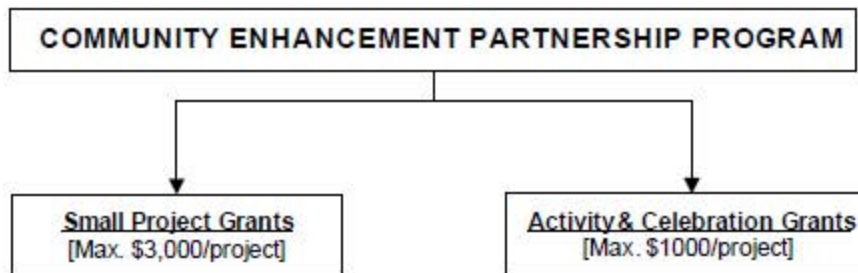 COMMUNITY ENHANCEMENT PARTNERSHIP PROGRAM
Small Project Grants
[Max. $3,000/project]
Activity & Celebration Grants
[Max. $1000/project]